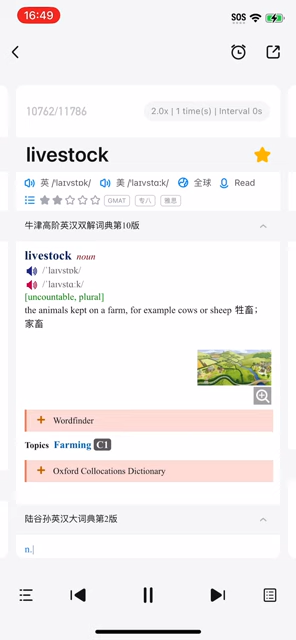 16:49
SOS
10762/11786
2.0x | 1 time(s) | Interval 0s
livestock
英 /ˈlaɪvstɒk/ 美 /ˈlaɪvstɑːk/ 全球 Read
GMAT 专八 雅思
牛津高阶英汉双解词典第10版
livestock noun
/ˈlaɪvstɒk/
/ˈlaɪvstɑːk/
[uncountable, plural]
the animals kept on a farm, for example cows or sheep 牲畜；
家畜
+ Wordfinder
Topics Farming C1
+ Oxford Collocations Dictionary
陆谷孙英汉大词典第2版
n.